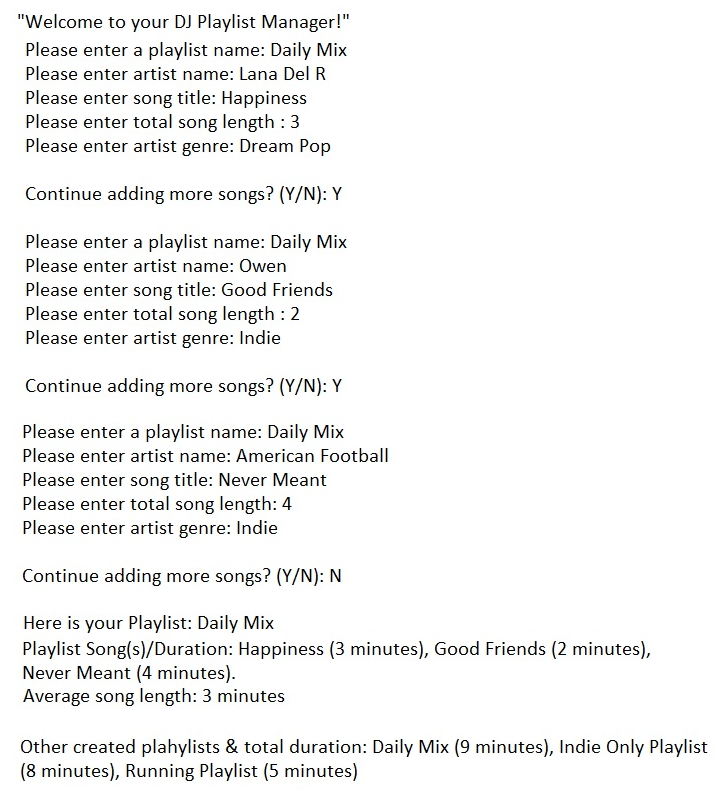 "Welcome to your DJ Playlist Manager!"
Please enter a playlist name: Daily Mix
Please enter artist name: Lana Del R
Please enter song title: Happiness
Please enter total song length : 3
Please enter artist genre: Dream Pop
Continue adding more songs? (Y/N): Y
Please enter a playlist name: Daily Mix
Please enter artist name: Owen
Please enter song title: Good Friends
Please enter total song length : 2
Please enter artist genre: Indie
Continue adding more songs? (Y/N): Y
Please enter a playlist name: Daily Mix
Please enter artist name: American Football
Please enter song title: Never Meant
Please enter total song length: 4
Please enter artist genre: Indie
Continue adding more songs? (Y/N): N
Here is your Playlist: Daily Mix
Playlist Song(s)/Duration: Happiness (3 minutes), Good Friends (2 minutes),
Never Meant (4 minutes).
Average song length: 3 minutes
Other created plahylists & total duration: Daily Mix (9 minutes), Indie Only Playlist
(8 minutes), Running Playlist (5 minutes)